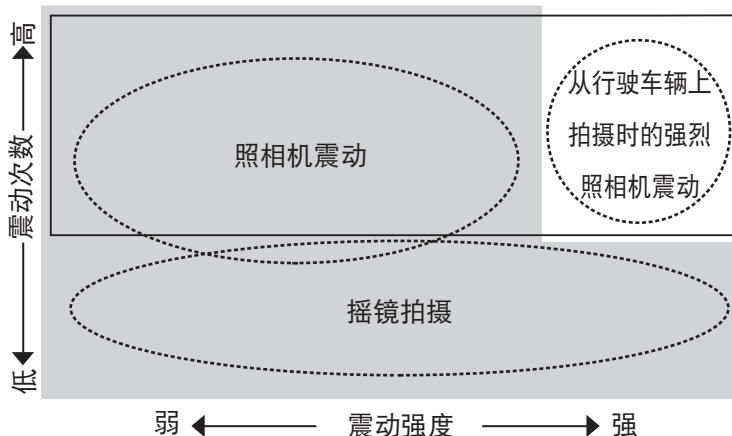 高
震动次数
低
照相机震动
从行驶车辆上
拍摄时的强烈
照相机震动
摇镜拍摄
弱
震动强度
强